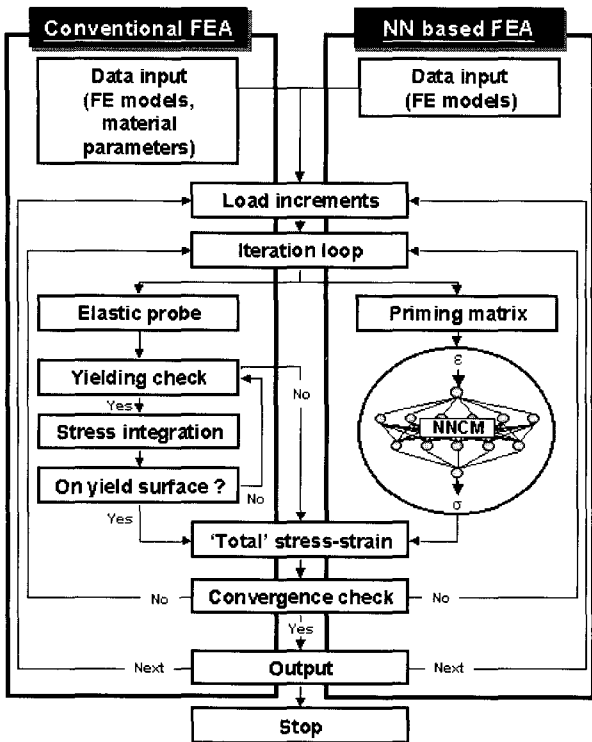 Conventional FEA
NN based FEA
Data input
(FE models,
material
parameters)
Data input
(FE models)
Load increments
Iteration loop
Elastic probe
Priming matrix
Yielding check
No
ε
Yes
Stress integration
NNCM
On yield surface ?
No
σ
Yes
'Total' stress-strain
No
Convergence check
No
Yes
Next
Output
Next
Stop